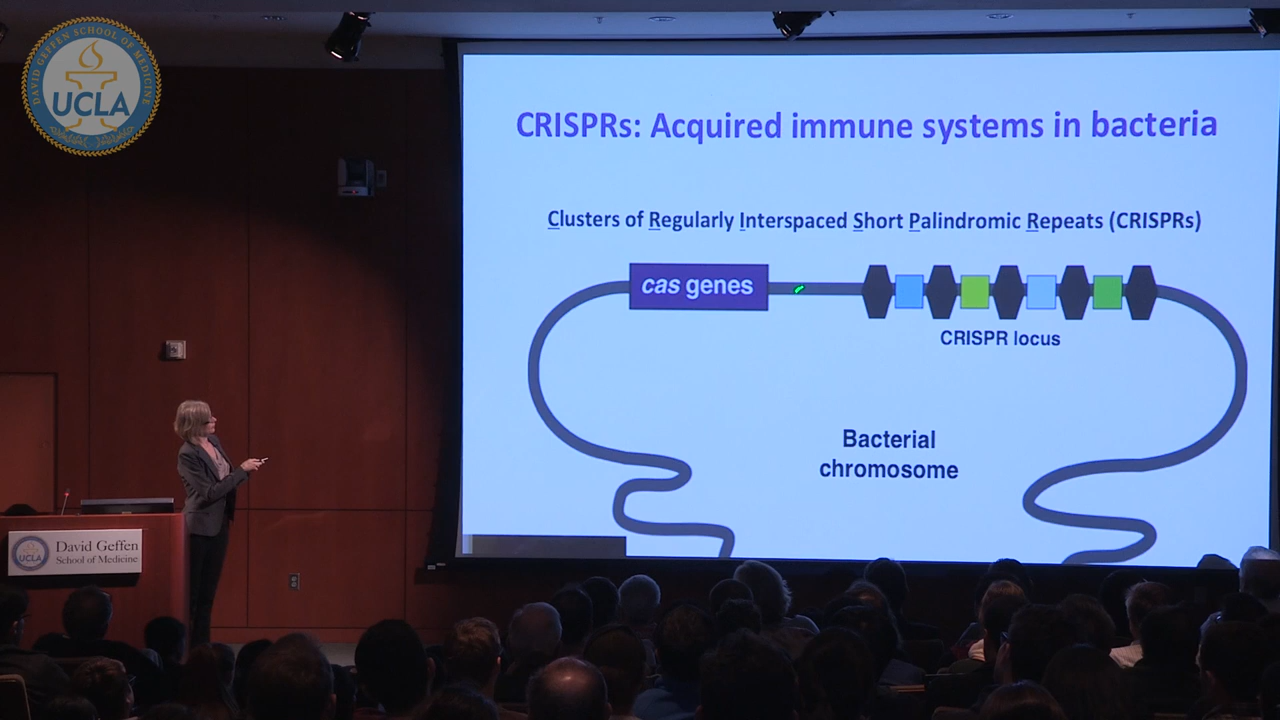 DAVID GEFFEN SCHOOL OF MEDICINE
UCLA
CRISPRs: Acquired immune systems in bacteria
Clusters of Regularly Interspaced Short Palindromic Repeats (CRISPRs)
cas genes
CRISPR locus
Bacterial
chromosome
UCLA
David Geffen
School of Medicine